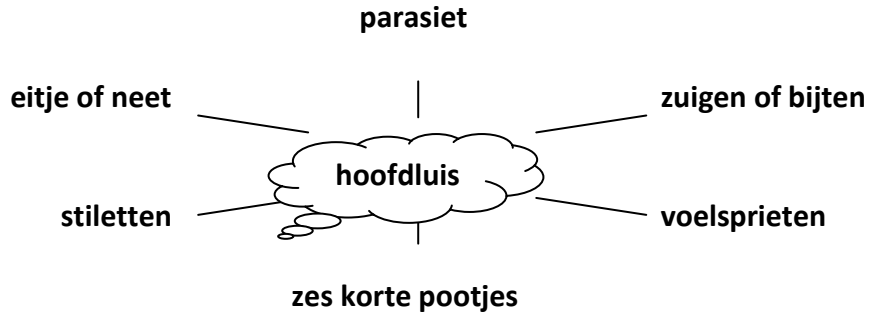 parasiet
eitje of neet
zuigen of bijten
hoofdluis
stiletten
voelsprieten
zes korte pootjes